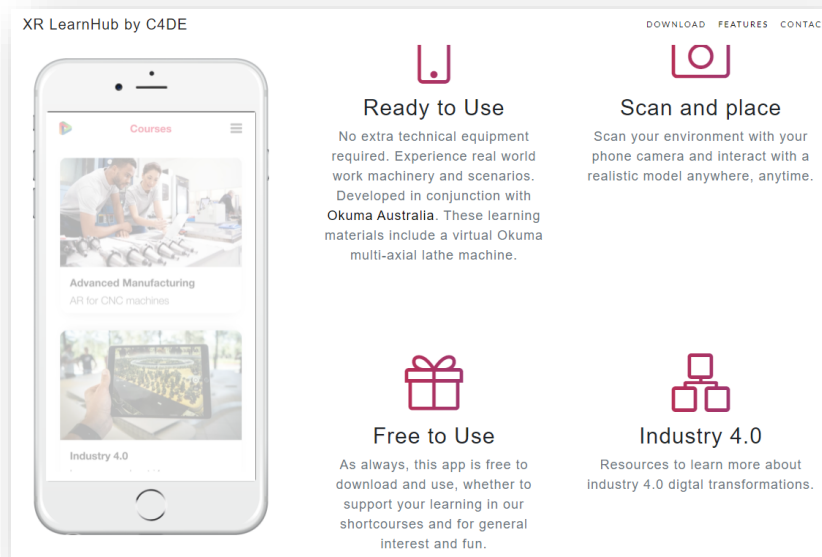 XR LearnHub by C4DE
DOWNLOAD FEATURES CONTAC
Courses
Advanced Manufacturing
AR for CNC machines
Industry 4.0
Ready to Use
No extra technical equipment
required. Experience real world
work machinery and scenarios.
Developed in conjunction with
Okuma Australia. These learning
materials include a virtual Okuma
multi-axial lathe machine.
Scan and place
Scan your environment with your
phone camera and interact with a
realistic model anywhere, anytime.
Free to Use
As always, this app is free to
download and use, whether to
support your learning in our
shortcourses and for general
interest and fun.
Industry 4.0
Resources to learn more about
industry 4.0 digtal transformations.